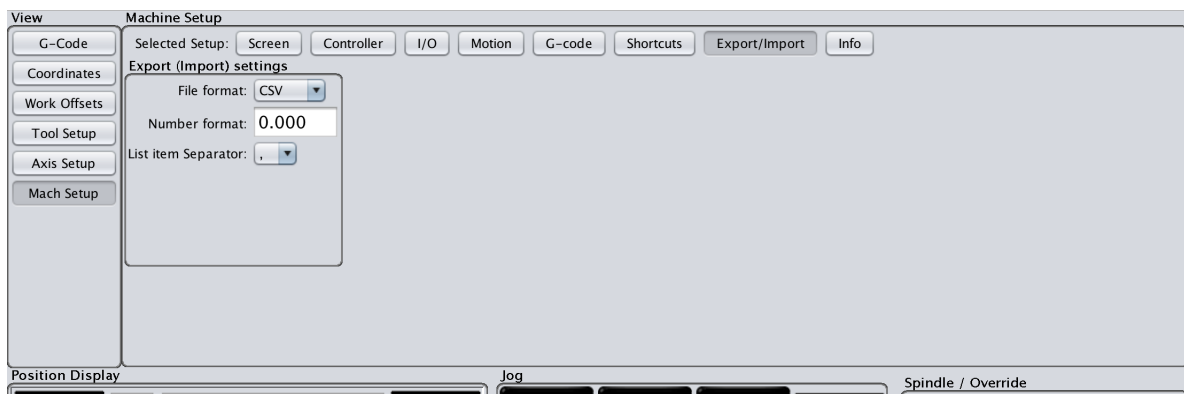 View
Machine Setup
G-Code
Selected Setup: Screen Controller I/O Motion G-code Shortcuts Export/Import Info
Coordinates
Export (Import) settings
File format: CSV
Work Offsets
Number format: 0.000
Tool Setup
List item Separator: ,
Axis Setup
Mach Setup
Position Display
Jog
Spindle / Override